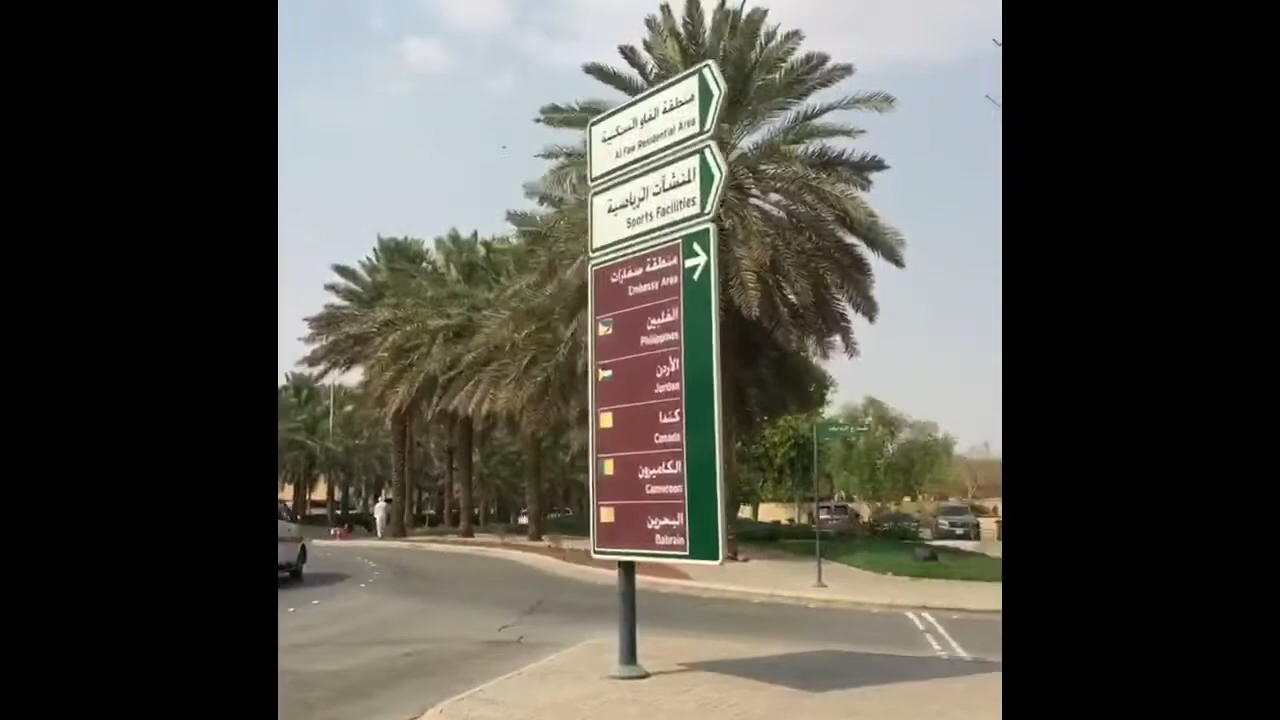 منطقة الفاو السكنية
Al Faw Residential Area
المنشآت الرياضية
Sports Facilities
منطقة سفارات
Embassy Area
الفلبين
Philippines
الأردن
Jordan
كندا
Canada
الكاميرون
Cameroon
البحرين
Bahrain